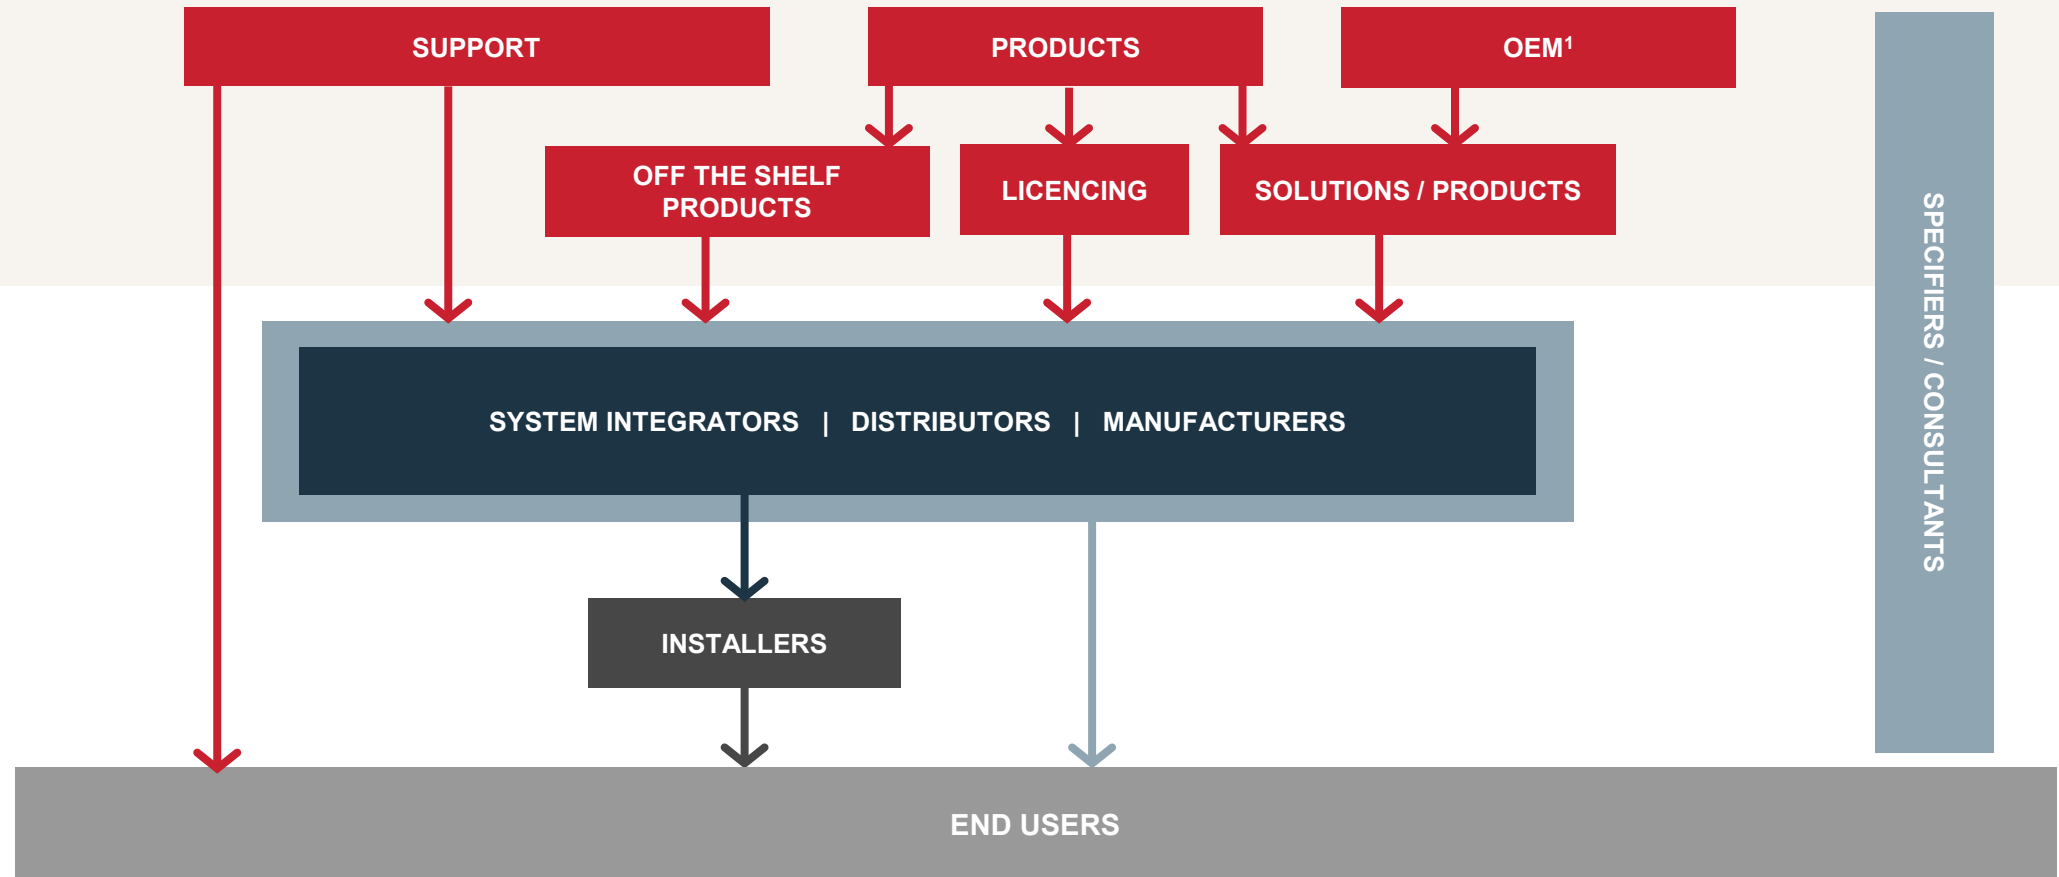 SUPPORT
PRODUCTS
OEM¹
OFF THE SHELF
PRODUCTS
LICENCING
SOLUTIONS / PRODUCTS
SYSTEM INTEGRATORS | DISTRIBUTORS | MANUFACTURERS
SPECIFIERS / CONSULTANTS
INSTALLERS
END USERS